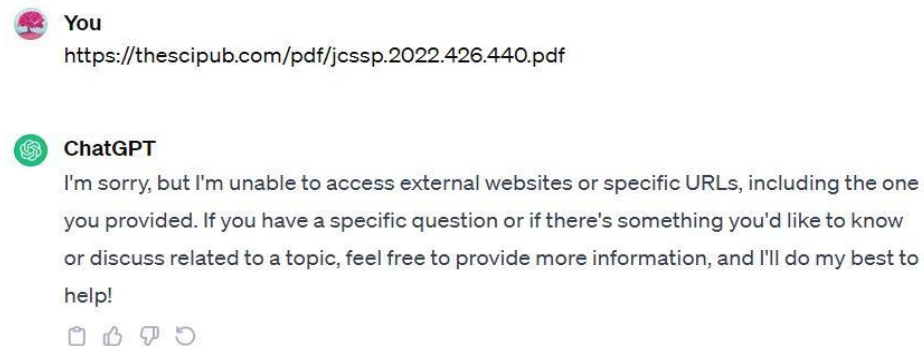 You
https://thescipub.com/pdf/jcssp.2022.426.440.pdf
ChatGPT
I'm sorry, but I'm unable to access external websites or specific URLs, including the one
you provided. If you have a specific question or if there's something you'd like to know
or discuss related to a topic, feel free to provide more information, and I'll do my best to
help!